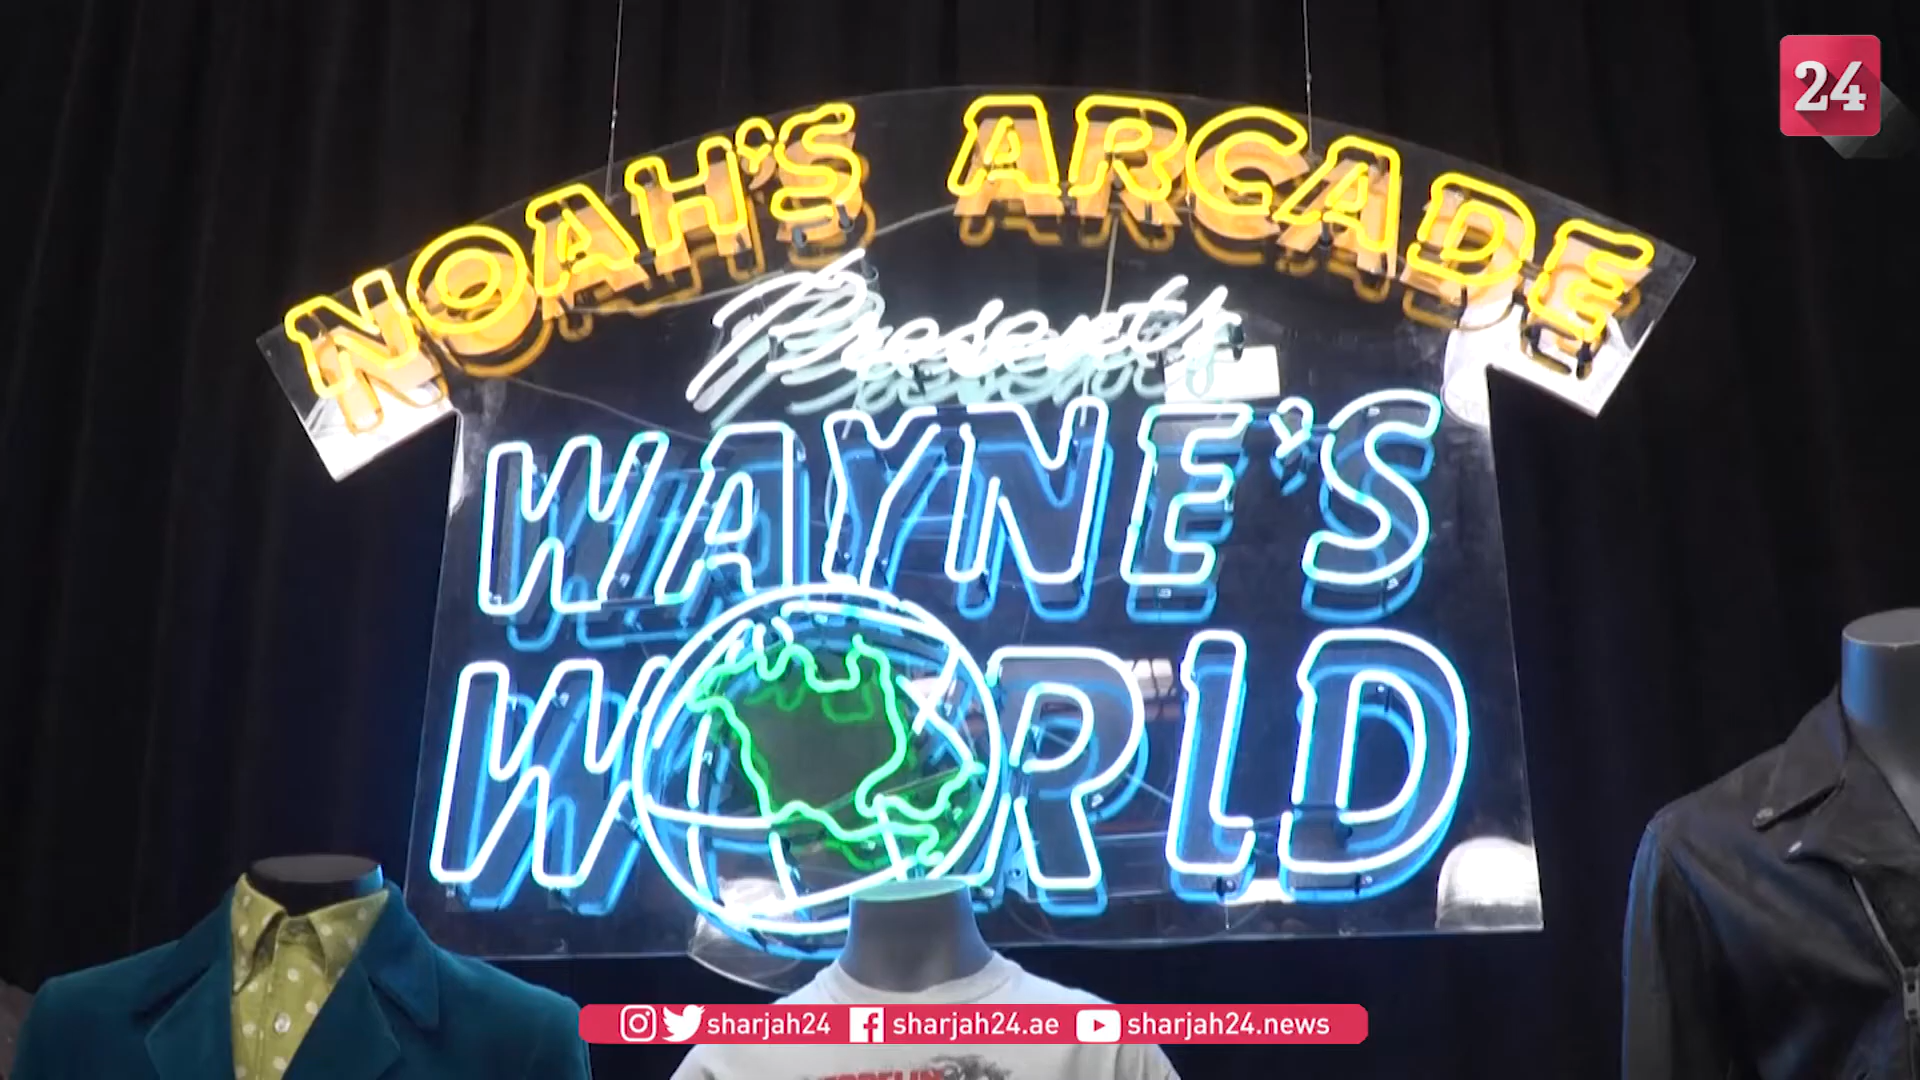 24
NOAH'S ARCADE
Presents
WAYNE'S
WORLD
sharjah24 sharjah24.ae sharjah24.news